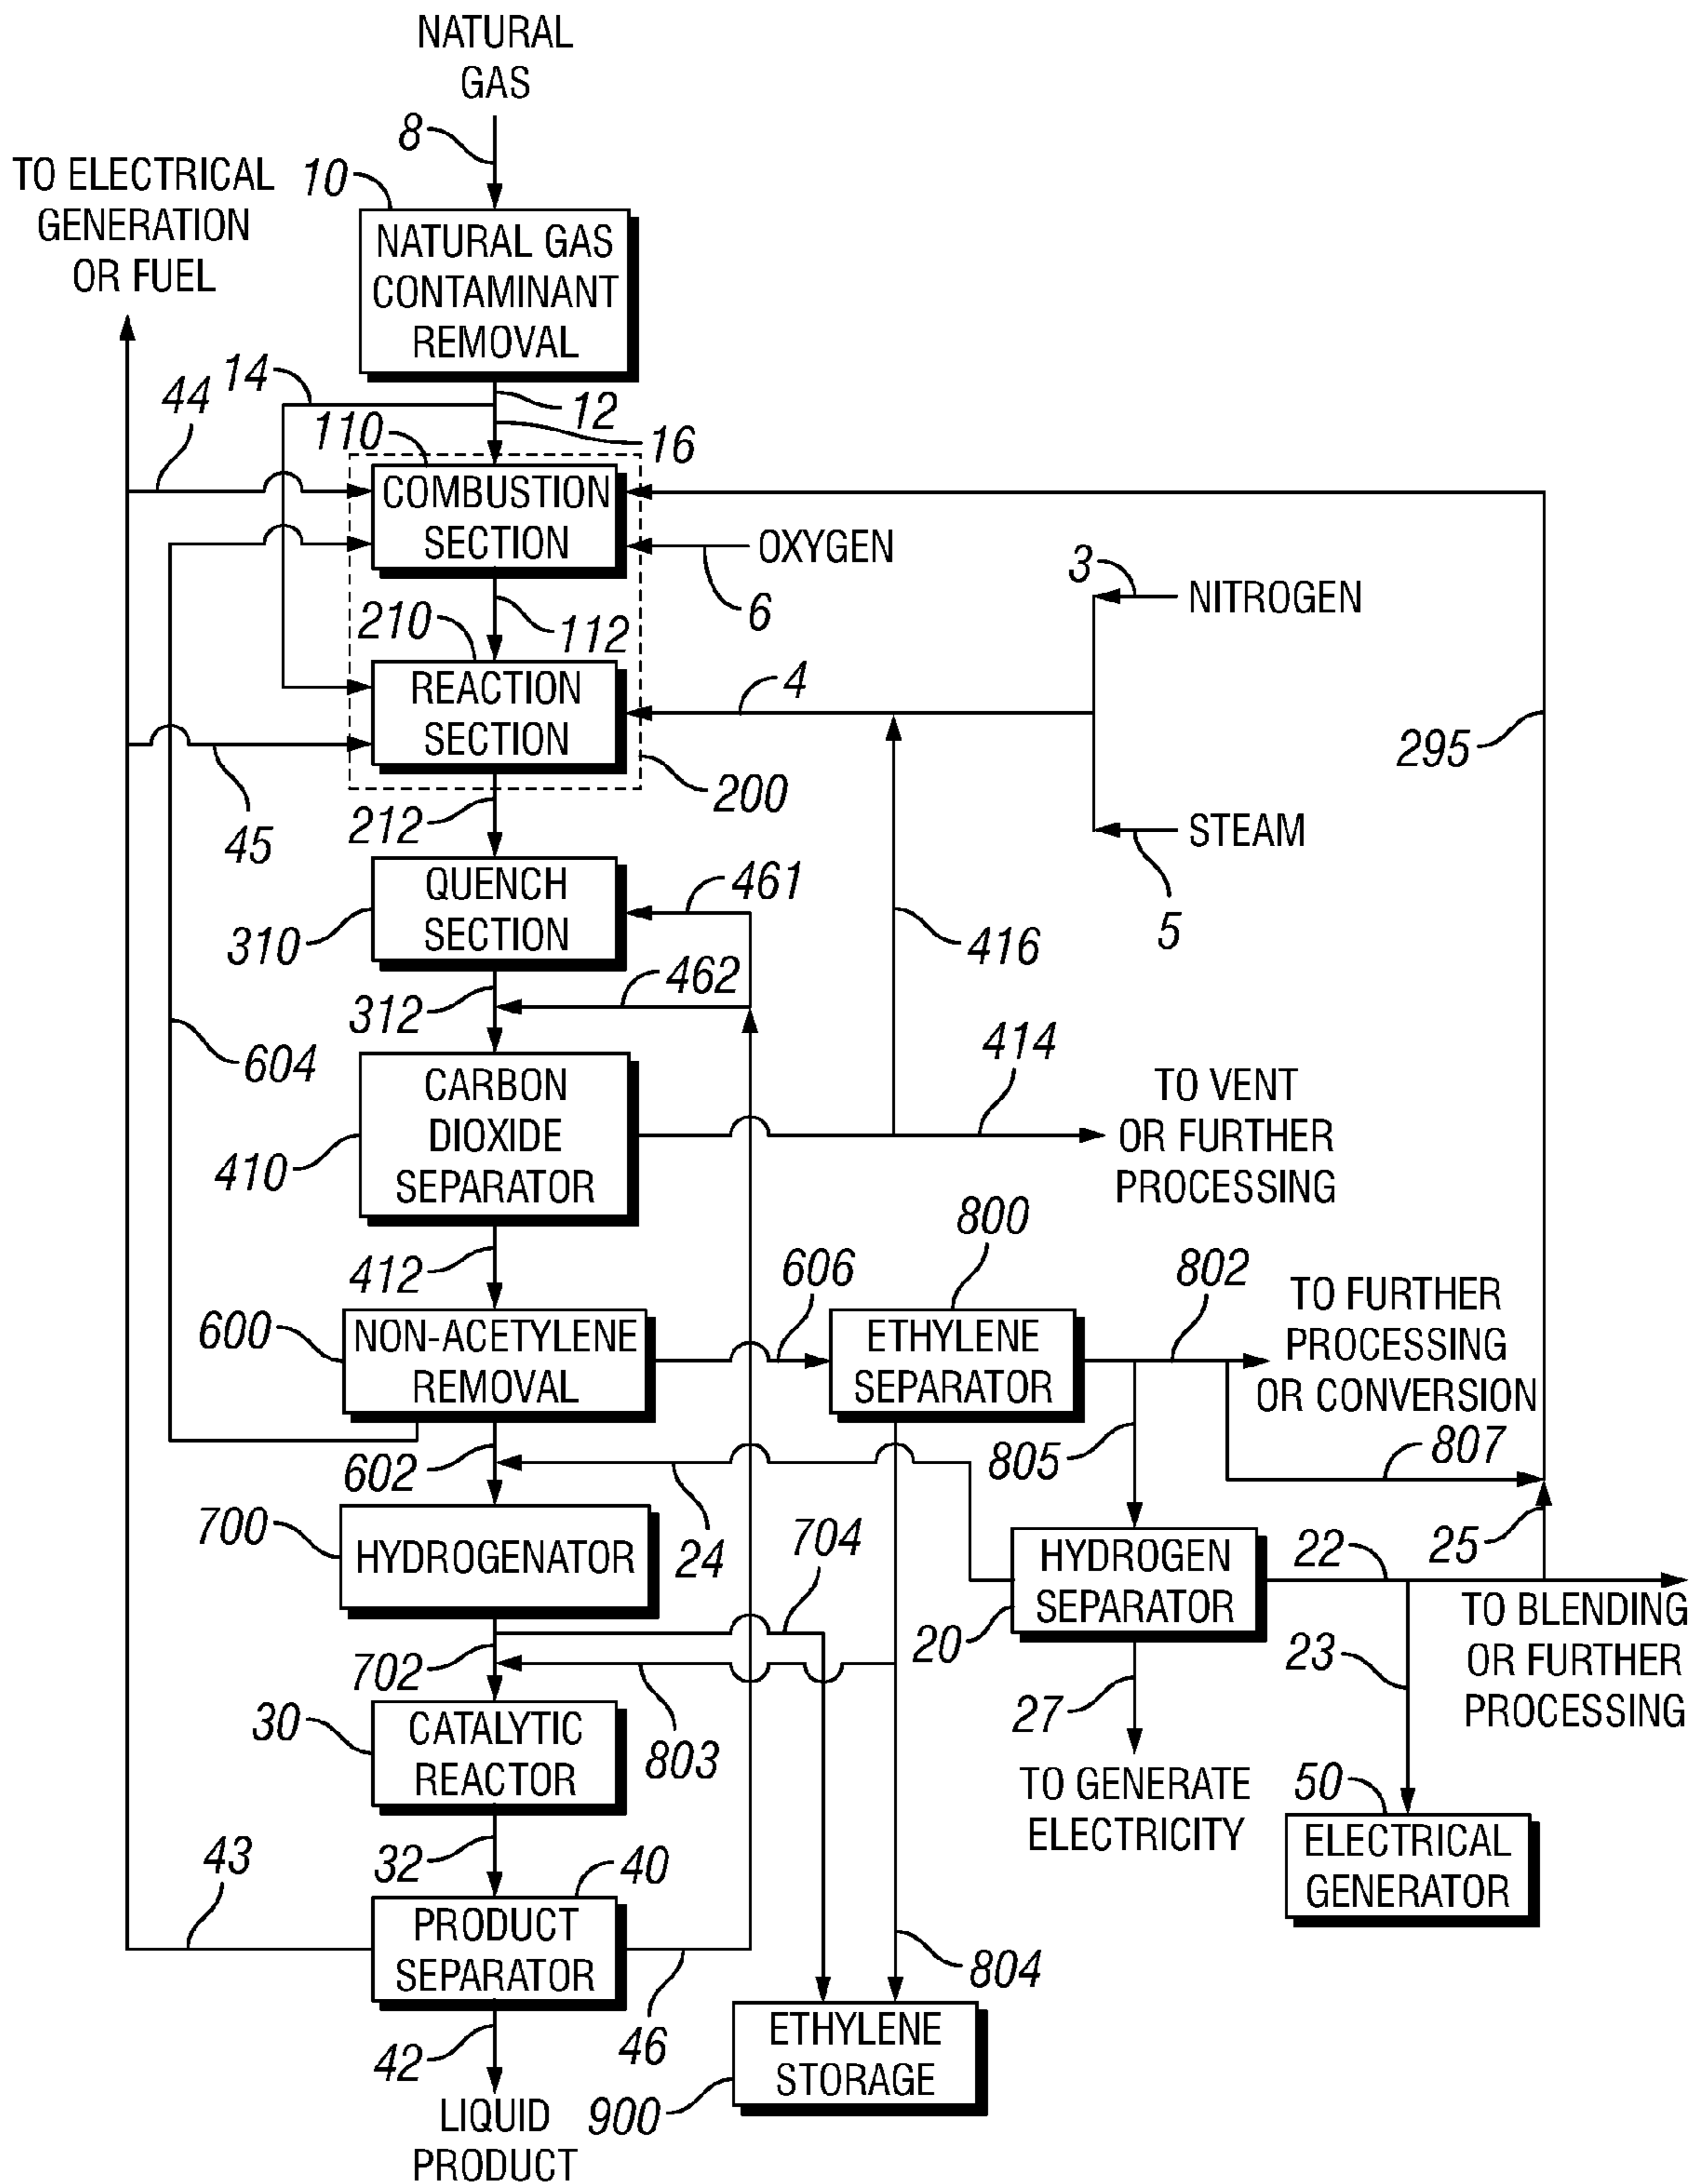 NATURAL
GAS
8
TO ELECTRICAL
GENERATION
OR FUEL
10
NATURAL GAS
CONTAMINANT
REMOVAL
14
44
12
110
16
COMBUSTION
SECTION
OXYGEN
6
3
NITROGEN
112
210
REACTION
SECTION
4
295
200
45
212
STEAM
5
QUENCH
SECTION
310
461
416
462
312
604
414
CARBON
DIOXIDE
SEPARATOR
410
TO VENT
OR FURTHER
PROCESSING
412
606
800
802
600
NON-ACETYLENE
REMOVAL
ETHYLENE
SEPARATOR
TO FURTHER
PROCESSING
OR CONVERSION
805
807
602
24
704
700
HYDROGENATOR
HYDROGEN
SEPARATOR
20
22
25
TO BLENDING
OR FURTHER
PROCESSING
23
702
27
30
CATALYTIC
REACTOR
803
TO GENERATE
ELECTRICITY
50
ELECTRICAL
GENERATOR
32
40
43
PRODUCT
SEPARATOR
46
804
42
ETHYLENE
STORAGE
900
LIQUID
PRODUCT